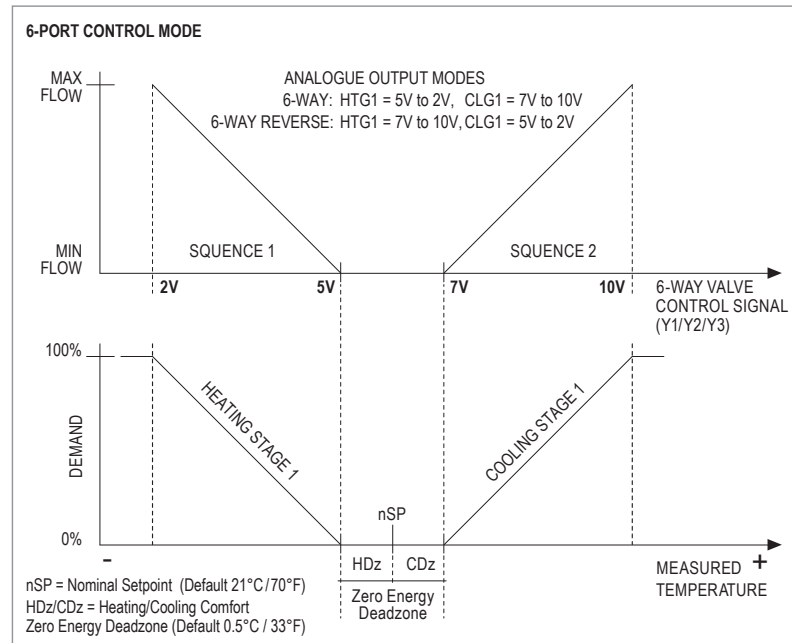 6-PORT CONTROL MODE
MAX
FLOW
ANALOGUE OUTPUT MODES
6-WAY: HTG1 = 5V to 2V, CLG1 = 7V to 10V
6-WAY REVERSE: HTG1 = 7V to 10V, CLG1 = 5V to 2V
MIN
FLOW
SQUENCE 1
SQUENCE 2
2V
5V
7V
10V
6-WAY VALVE
CONTROL SIGNAL
(Y1/Y2/Y3)
100%
DEMAND
HEATING STAGE 1
COOLING STAGE 1
nSP
0%
-
HDz
CDz
+
MEASURED
TEMPERATURE
Zero Energy
Deadzone
nSP = Nominal Setpoint (Default 21°C/70°F)
HDz/CDz = Heating/Cooling Comfort
Zero Energy Deadzone (Default 0.5°C / 33°F)